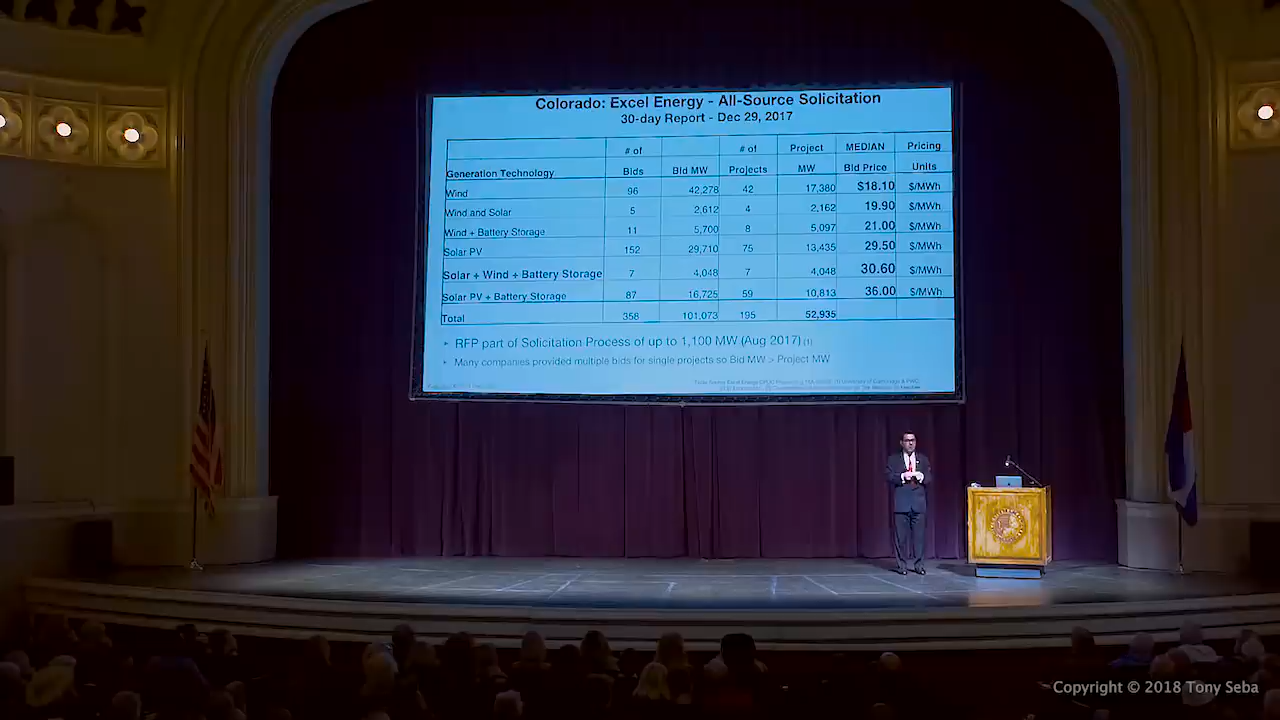 Colorado: Excel Energy - All-Source Solicitation
30-day Report - Dec 29, 2017
Generation Technology # of Bids Bid MW # of Projects Project MW MEDIAN Bid Price Pricing Units
Wind 96 42,278 42 17,380 $18.10 $/MWh
Wind and Solar 5 2,612 4 2,162 19.90 $/MWh
Wind + Battery Storage 11 5,700 8 5,097 21.00 $/MWh
Solar PV 152 29,710 75 13,435 29.50 $/MWh
Solar + Wind + Battery Storage 7 4,048 7 4,048 30.60 $/MWh
Solar PV + Battery Storage 87 16,725 59 10,813 36.00 $/MWh
Total 358 101,073 195 52,935
RFP part of Solicitation Process of up to 1,100 MW (Aug 2017) (1)
Many companies provided multiple bids for single projects so Bid MW > Project MW
Copyright © 2018 Tony Seba